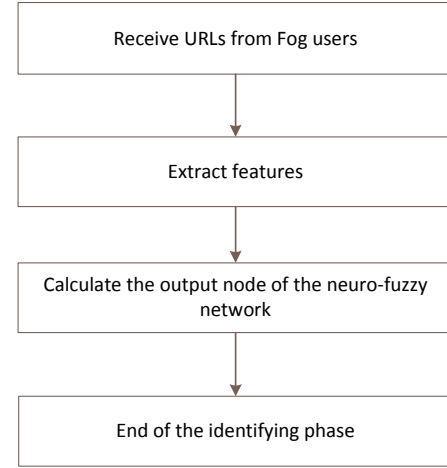 Receive URLs from Fog users
Extract features
Calculate the output node of the neuro-fuzzy
network
End of the identifying phase